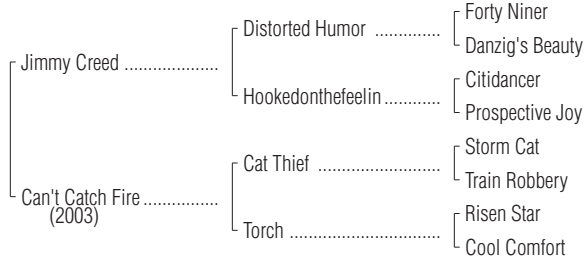 Forty Niner
Distorted Humor ..............
Danzig's Beauty
Jimmy Creed ....................
Citidancer
Hookedonthefeelin ............
Prospective Joy
Storm Cat
Cat Thief ..........................
Train Robbery
Can't Catch Fire ................
(2003)
Risen Star
Torch ................................
Cool Comfort